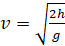 v = √(2h/g)